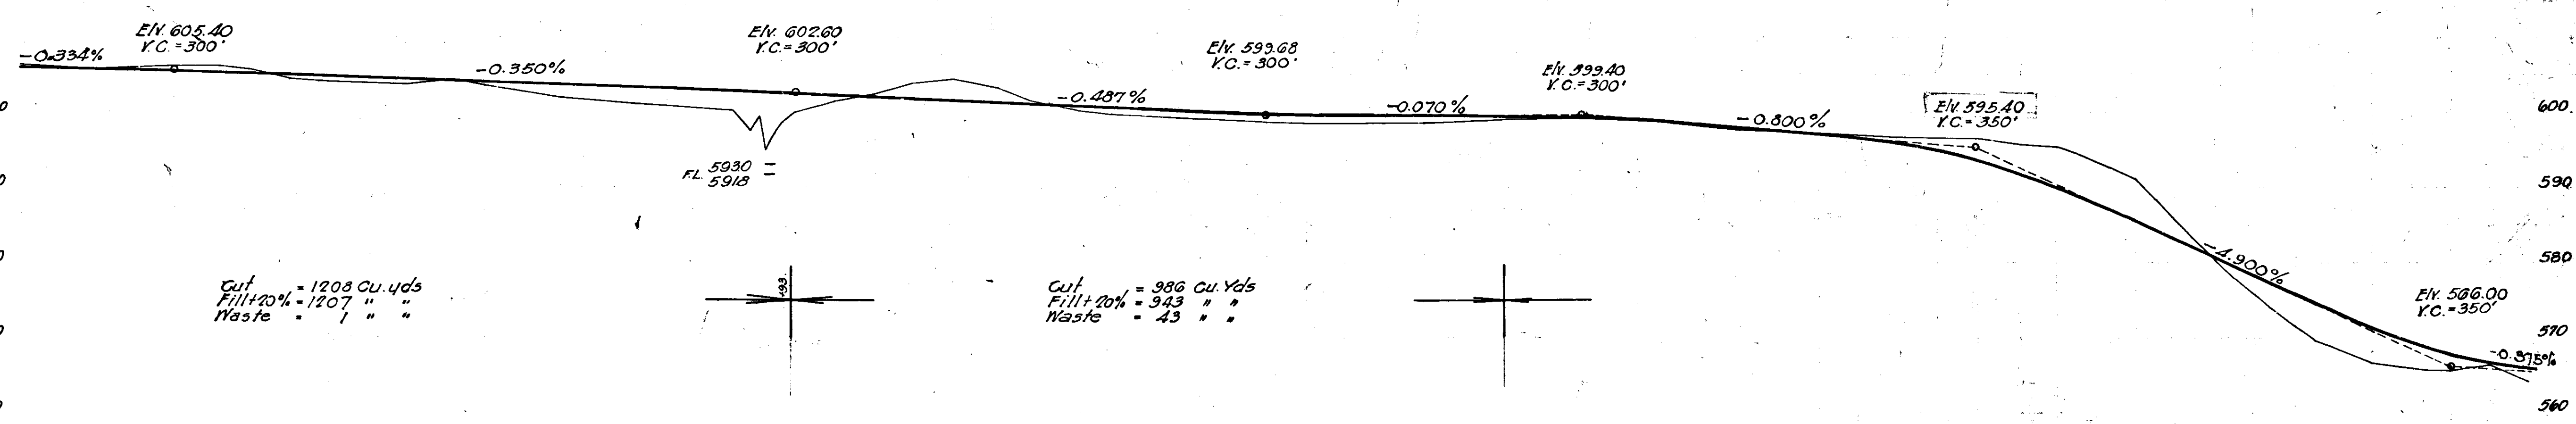 Elv. 605.40
V.C. = 300'
-0.334%
-0.350%
Elv. 602.60
V.C. = 300'
Elv. 599.68
V.C. = 300'
-0.487%
-0.070%
Elv. 599.40
V.C. = 300'
-0.800%
Elv. 595.40
V.C. = 350'
600.
590
580
570
560
F.L. 593.0
591.8
-4.900%
Elv. 566.00
V.C. = 350'
-0.375%
Cut = 1208 Cu. yds
Fill+20% = 1207 " "
Waste = 1 " "
+93.
Cut = 986 Cu. Yds
Fill+20% = 943 " "
Waste = 43 " "